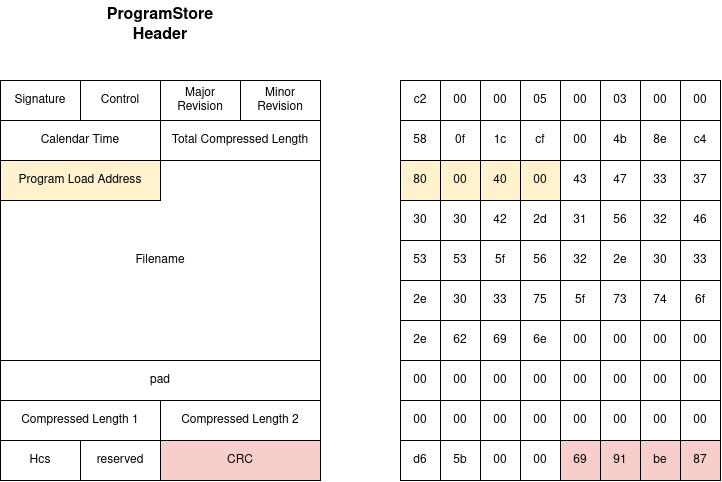 ProgramStore
Header
Signature Control Major Revision Minor Revision
Calendar Time Total Compressed Length
Program Load Address
Filename
pad
Compressed Length 1 Compressed Length 2
Hcs reserved CRC
c2 00 00 05 00 03 00 00
58 0f 1c cf 00 4b 8e c4
80 00 40 00 43 47 33 37
30 30 42 2d 31 56 32 46
53 53 5f 56 32 2e 30 33
2e 30 33 75 5f 73 74 6f
2e 62 69 6e 00 00 00 00
00 00 00 00 00 00 00 00
00 00 00 00 00 00 00 00
d6 5b 00 00 69 91 be 87